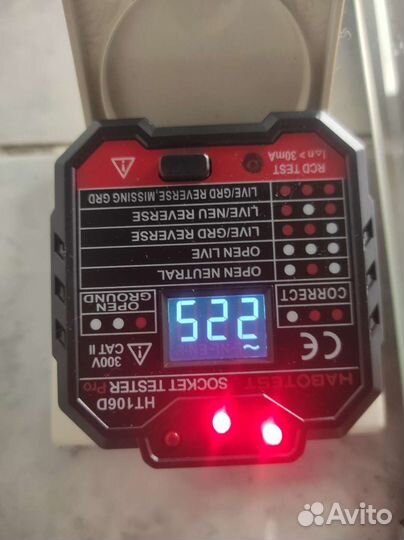 HT106D
HABOTEST SOCKET TESTER Pro
CE
300V
CAT II
~
225
CORRECT
OPEN
GROUND
OPEN NEUTRAL
OPEN LIVE
LIVE/GRD REVERSE
LIVE/NEU REVERSE
LIVE/GRD REVERSE,MISSING GRD
RCD TEST
I△n > 30mA
Avito